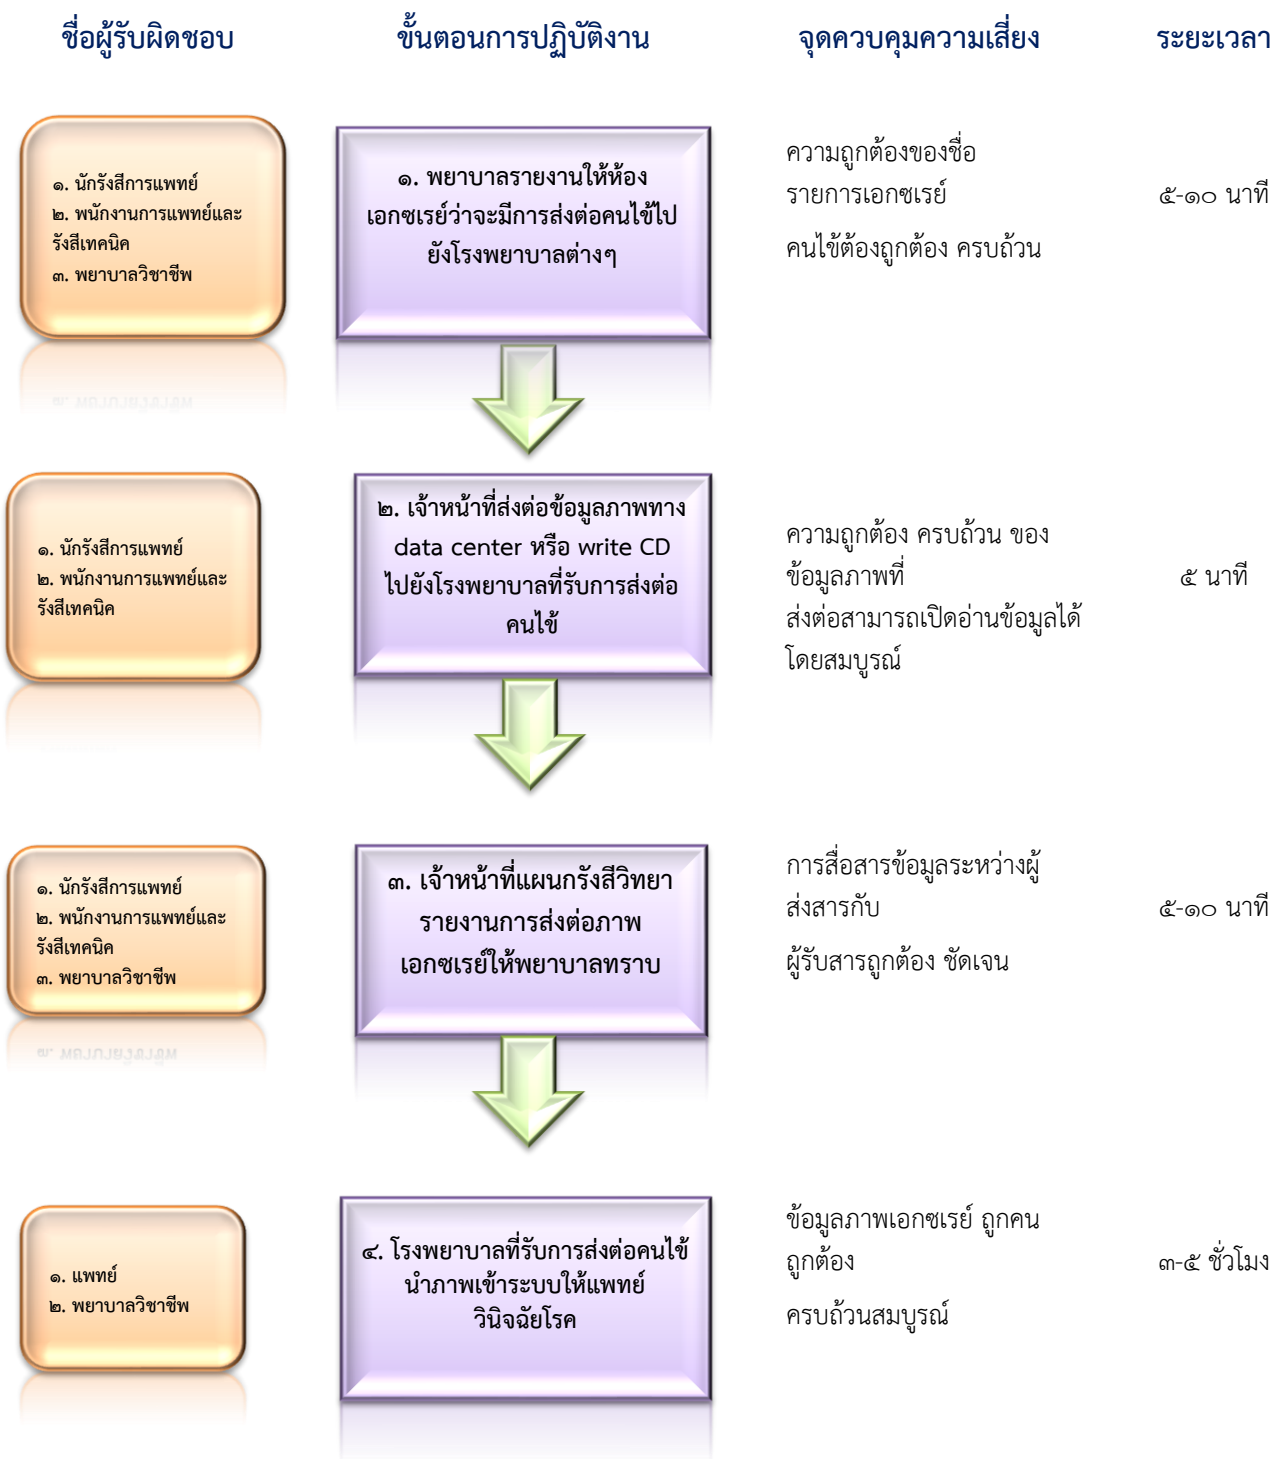 ชื่อผู้รับผิดชอบ
ขั้นตอนการปฏิบัติงาน
จุดควบคุมความเสี่ยง
ระยะเวลา
๑. นักรังสีการแพทย์
๒. พนักงานการแพทย์และ
รังสีเทคนิค
๓. พยาบาลวิชาชีพ
๑. พยาบาลรายงานให้ห้อง
เอกซเรย์ว่าจะมีการส่งต่อคนไข้ไป
ยังโรงพยาบาลต่างๆ
ความถูกต้องของชื่อ
รายการเอกซเรย์
คนไข้ต้องถูกต้อง ครบถ้วน
๕-๑๐ นาที
๑. นักรังสีการแพทย์
๒. พนักงานการแพทย์และ
รังสีเทคนิค
๒. เจ้าหน้าที่ส่งต่อข้อมูลภาพทาง
data center หรือ write CD
ไปยังโรงพยาบาลที่รับการส่งต่อ
คนไข้
ความถูกต้อง ครบถ้วน ของ
ข้อมูลภาพที่
ส่งต่อสามารถเปิดอ่านข้อมูลได้
โดยสมบูรณ์
๕ นาที
๑. นักรังสีการแพทย์
๒. พนักงานการแพทย์และ
รังสีเทคนิค
๓. พยาบาลวิชาชีพ
๓. เจ้าหน้าที่แผนกรังสีวิทยา
รายงานการส่งต่อภาพ
เอกซเรย์ให้พยาบาลทราบ
การสื่อสารข้อมูลระหว่างผู้
ส่งสารกับ
ผู้รับสารถูกต้อง ชัดเจน
๕-๑๐ นาที
๑. แพทย์
๒. พยาบาลวิชาชีพ
๔. โรงพยาบาลที่รับการส่งต่อคนไข้
นำภาพเข้าระบบให้แพทย์
วินิจฉัยโรค
ข้อมูลภาพเอกซเรย์ ถูกคน
ถูกต้อง
ครบถ้วนสมบูรณ์
๓-๕ ชั่วโมง